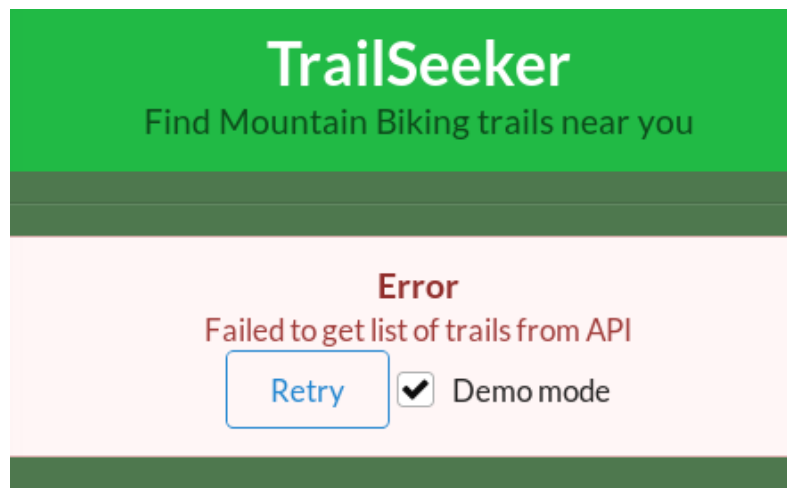 TrailSeeker
Find Mountain Biking trails near you
Error
Failed to get list of trails from API
Retry Demo mode